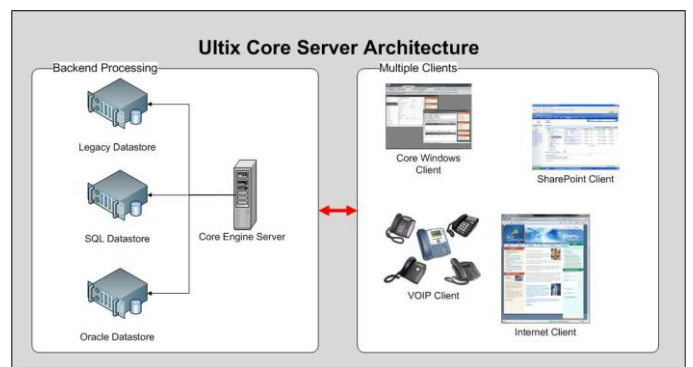 Ultix Core Server Architecture
Backend Processing
Legacy Datastore
SQL Datastore
Core Engine Server
Oracle Datastore
Multiple Clients
Core Windows
Client
SharePoint Client
VOIP Client
Internet Client